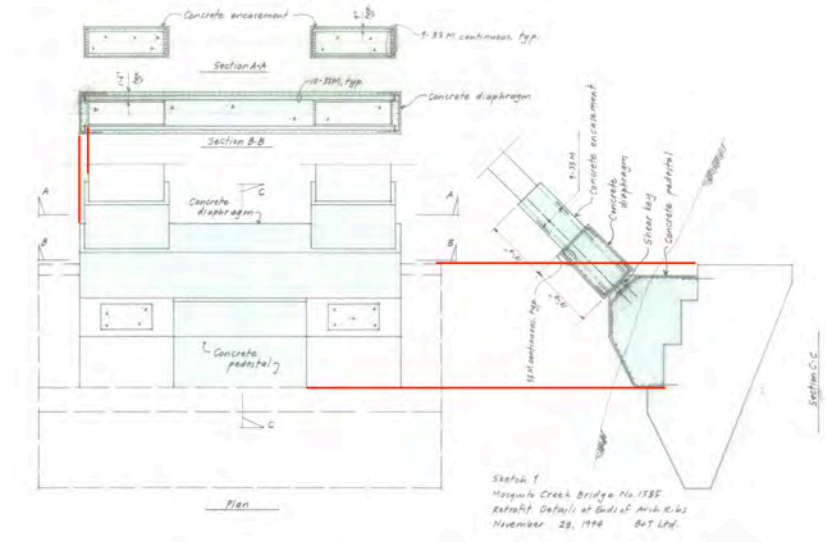 Concrete encasement
9-35M continuous, typ.
Section A-A
10-35M, typ.
Concrete diaphragm
Section B-B
A
A
C
Concrete
diaphragm
B
B
Concrete
pedestal
C
Plan
9-35M
Concrete encasement
Concrete
diaphragm
Shear key
Concrete pedestal
35M continuous, typ.
Section C-C
Sketch 1
Mosquito Creek Bridge No. 1385
Retrofit Details at Ends of Arch Ribs
November 28, 1994 B+T Ltd.